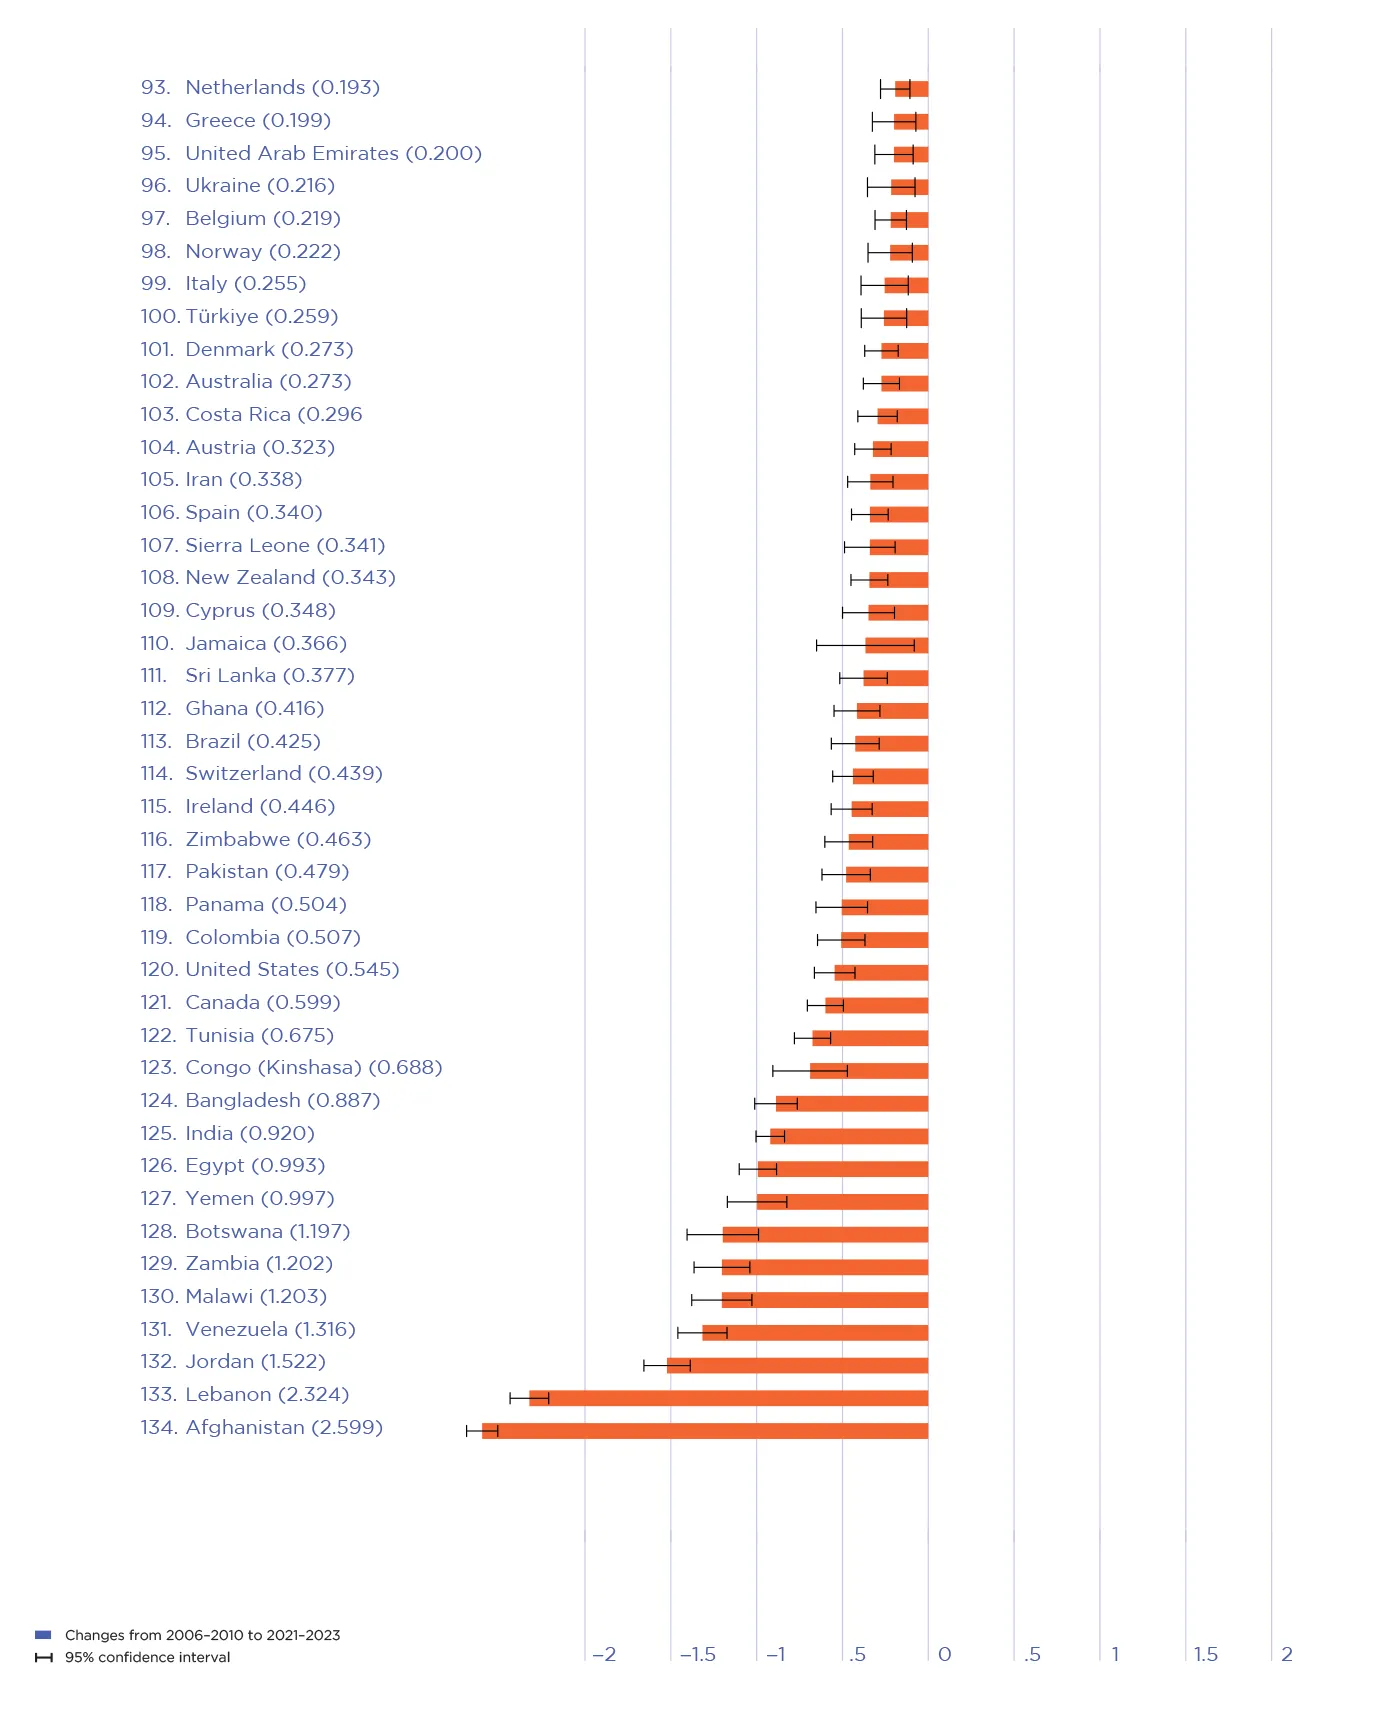 93. Netherlands (0.193)
94. Greece (0.199)
95. United Arab Emirates (0.200)
96. Ukraine (0.216)
97. Belgium (0.219)
98. Norway (0.222)
99. Italy (0.255)
100. Türkiye (0.259)
101. Denmark (0.273)
102. Australia (0.273)
103. Costa Rica (0.296
104. Austria (0.323)
105. Iran (0.338)
106. Spain (0.340)
107. Sierra Leone (0.341)
108. New Zealand (0.343)
109. Cyprus (0.348)
110. Jamaica (0.366)
111. Sri Lanka (0.377)
112. Ghana (0.416)
113. Brazil (0.425)
114. Switzerland (0.439)
115. Ireland (0.446)
116. Zimbabwe (0.463)
117. Pakistan (0.479)
118. Panama (0.504)
119. Colombia (0.507)
120. United States (0.545)
121. Canada (0.599)
122. Tunisia (0.675)
123. Congo (Kinshasa) (0.688)
124. Bangladesh (0.887)
125. India (0.920)
126. Egypt (0.993)
127. Yemen (0.997)
128. Botswana (1.197)
129. Zambia (1.202)
130. Malawi (1.203)
131. Venezuela (1.316)
132. Jordan (1.522)
133. Lebanon (2.324)
134. Afghanistan (2.599)
Changes from 2006–2010 to 2021–2023
95% confidence interval
–2 –1.5 –1 .5 0 .5 1 1.5 2